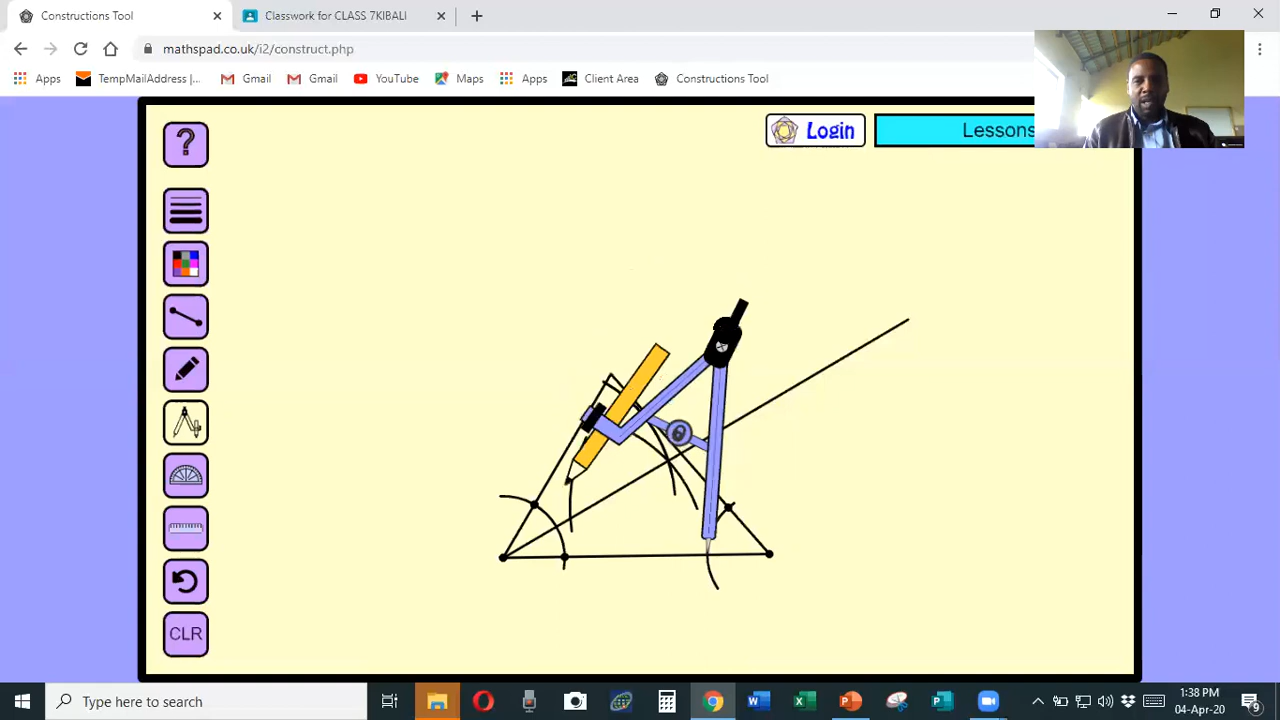 Constructions Tool
Classwork for CLASS 7KIBALI
mathspad.co.uk/i2/construct.php
Apps
TempMailAddress |...
Gmail
Gmail
YouTube
Maps
Apps
Client Area
Constructions Tool
?
Login
Lessons
CLR
Type here to search
1:38 PM
04-Apr-20
9